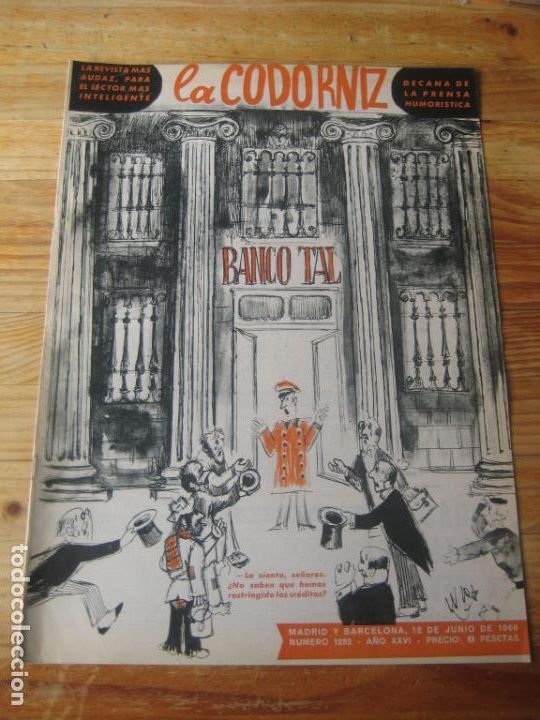 LA REVISTA MAS
AUDAZ, PARA
EL LECTOR MAS
INTELIGENTE
la CODORNIZ
DECANA DE
LA PRENSA
HUMORISTICA
BANCO TAL
—Lo siento, señores.
¿No saben que hemos
restringido los créditos?
MADRID Y BARCELONA, 12 DE JUNIO DE 1966
NUMERO 1282 - AÑO XXVI - PRECIO: 8 PESETAS
todocoleccion.net